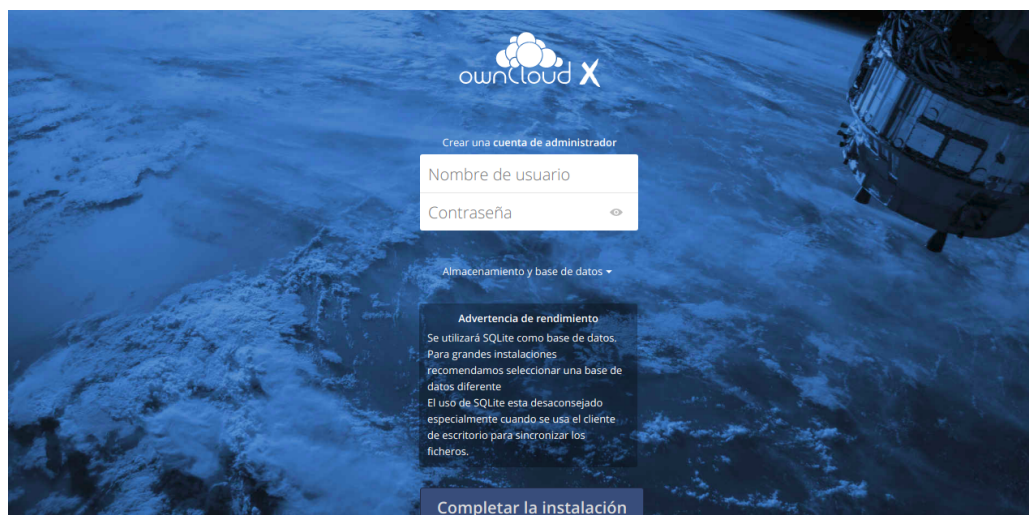 ownCloud X
Crear una cuenta de administrador
Nombre de usuario
Contraseña
Almacenamiento y base de datos
Advertencia de rendimiento
Se utilizará SQLite como base de datos.
Para grandes instalaciones
recomendamos seleccionar una base de
datos diferente
El uso de SQLite esta desaconsejado
especialmente cuando se usa el cliente
de escritorio para sincronizar los
ficheros.
Completar la instalación